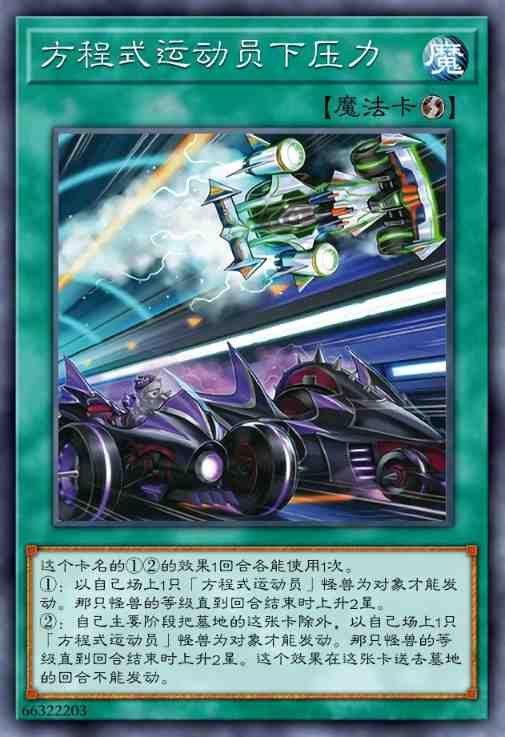 方程式运动员下压力
魔
【魔法卡】
这个卡名的①②的效果1回合各能使用1次。
①：以自己场上1只「方程式运动员」怪兽为对象才能发
动。那只怪兽的等级直到回合结束时上升2星。
②：自己主要阶段把墓地的这张卡除外，以自己场上1只
「方程式运动员」怪兽为对象才能发动。那只怪兽的等
级直到回合结束时上升2星。这个效果在这张卡送去墓地
的回合不能发动。
66322203